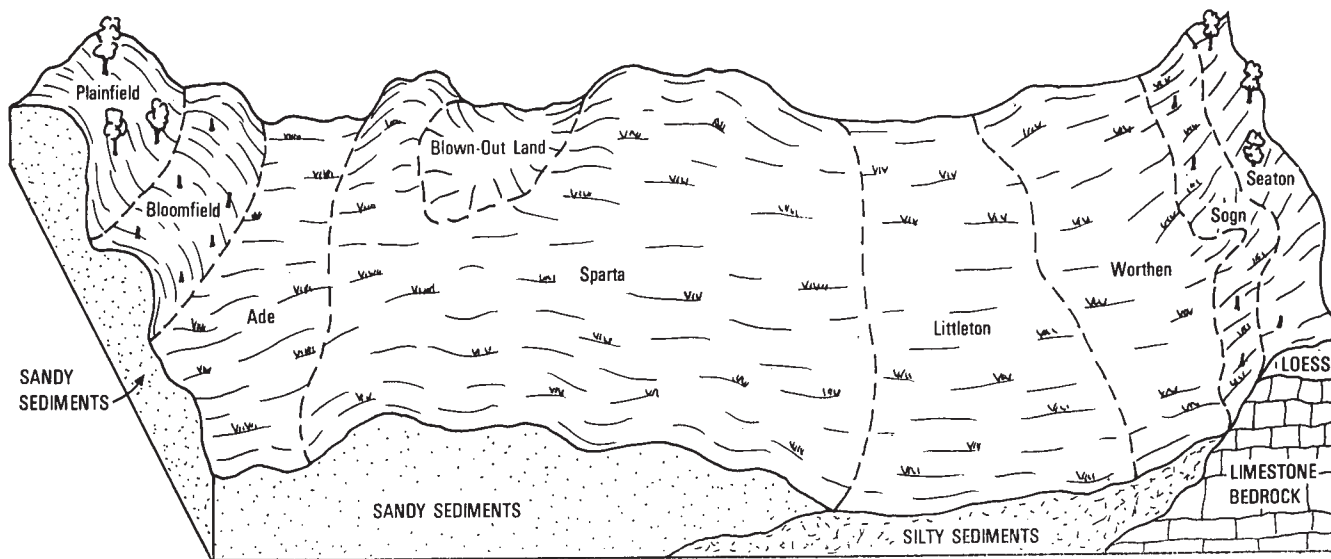 Plainfield
Bloomfield
Ade
Blown-Out Land
Sparta
Littleton
Worthen
Sogn
Seaton
SANDY
SEDIMENTS
SANDY SEDIMENTS
SILTY SEDIMENTS
LOESS
LIMESTONE
BEDROCK